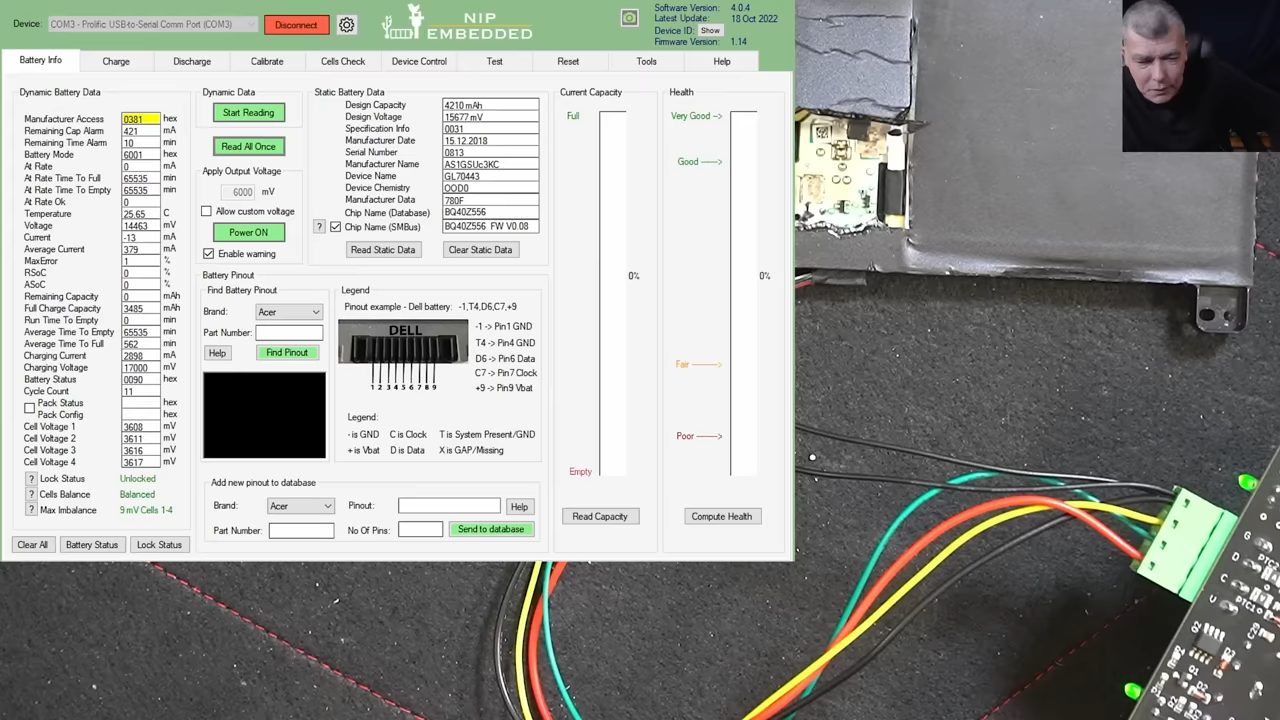 Device: COM3 - Prolific USB-to-Serial Comm Port (COM3) Disconnect
NIP
EMBEDDED
Software Version: 4.0.4
Latest Update: 18 Oct 2022
Device ID: Show
Firmware Version: 1.14
Battery Info Charge Discharge Calibrate Cells Check Device Control Test Reset Tools Help
Dynamic Battery Data
Manufacturer Access 0381 hex
Remaining Cap Alarm 421 mA
Remaining Time Alarm 10 min
Battery Mode 6001 hex
At Rate 0 mA
At Rate Time To Full 65535 min
At Rate Time To Empty 65535 min
At Rate Ok 0
Temperature 25.65 C
Voltage 14463 mV
Current -13 mA
Average Current 379 mA
MaxError 1 %
RSoC 0 %
ASoC 0 %
Remaining Capacity 0 mAh
Full Charge Capacity 3485 mAh
Run Time To Empty 0 min
Average Time To Empty 65535 min
Average Time To Full 562 min
Charging Current 2898 mA
Charging Voltage 17000 mV
Battery Status 0090 hex
Cycle Count 11
Pack Status hex
Pack Config hex
Cell Voltage 1 3608 mV
Cell Voltage 2 3611 mV
Cell Voltage 3 3616 mV
Cell Voltage 4 3617 mV
? Lock Status Unlocked
? Cells Balance Balanced
? Max Imbalance 9 mV Cells 1-4
Clear All Battery Status Lock Status
Dynamic Data
Start Reading
Read All Once
Apply Output Voltage
6000 mV
Allow custom voltage
Power ON
Enable warning
Static Battery Data
Design Capacity 4210 mAh
Design Voltage 15677 mV
Specification Info 0031
Manufacturer Date 15.12.2018
Serial Number 0813
Manufacturer Name AS1GSUc3KC
Device Name GL70443
Device Chemistry OOD0
Manufacturer Data 780F
Chip Name (Database) BQ40Z556
? Chip Name (SMBus) BQ40Z556 FW V0.08
Read Static Data Clear Static Data
Battery Pinout
Find Battery Pinout
Brand: Acer
Part Number:
Help Find Pinout
Legend
Pinout example - Dell battery: -1,T4,D6,C7,+9
DELL
1 2 3 4 5 6 7 8 9
-1 -> Pin1 GND
T4 -> Pin4 GND
D6 -> Pin6 Data
C7 -> Pin7 Clock
+9 -> Pin9 Vbat
Legend:
- is GND C is Clock T is System Present/GND
+ is Vbat D is Data X is GAP/Missing
Add new pinout to database
Brand: Acer Pinout: Help
Part Number: No Of Pins: Send to database
Current Capacity
Full
0%
Empty
Read Capacity
Health
Very Good ->
Good ->
0%
Fair ->
Poor ->
Compute Health